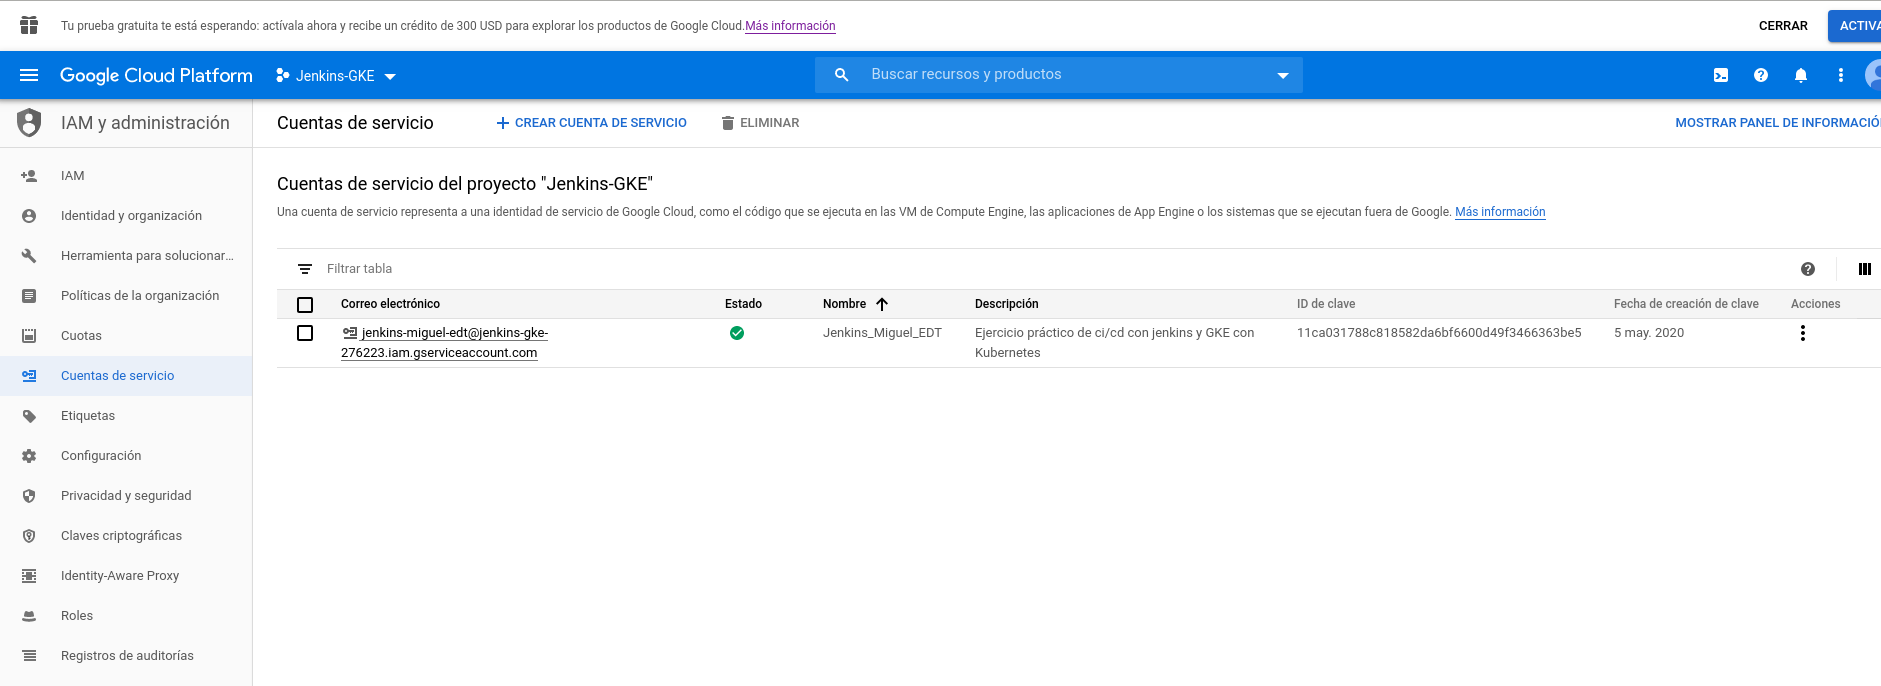 Tu prueba gratuita te está esperando: actívala ahora y recibe un crédito de 300 USD para explorar los productos de Google Cloud.Más información
CERRAR
ACTIVA
Google Cloud Platform
Jenkins-GKE
Buscar recursos y productos
IAM y administración
Cuentas de servicio
CREAR CUENTA DE SERVICIO
ELIMINAR
MOSTRAR PANEL DE INFORMACIÓ
IAM
Identidad y organización
Herramienta para solucionar...
Políticas de la organización
Cuotas
Cuentas de servicio
Etiquetas
Configuración
Privacidad y seguridad
Claves criptográficas
Identity-Aware Proxy
Roles
Registros de auditorías
Cuentas de servicio del proyecto "Jenkins-GKE"
Una cuenta de servicio representa a una identidad de servicio de Google Cloud, como el código que se ejecuta en las VM de Compute Engine, las aplicaciones de App Engine o los sistemas que se ejecutan fuera de Google. Más información
Filtrar tabla
Correo electrónico Estado Nombre Descripción ID de clave Fecha de creación de clave Acciones
jenkins-miguel-edt@jenkins-gke- Jenkins_Miguel_EDT Ejercicio práctico de ci/cd con jenkins y GKE con 11ca031788c818582da6bf6600d49f3466363be5 5 may. 2020
276223.iam.gserviceaccount.com Kubernetes